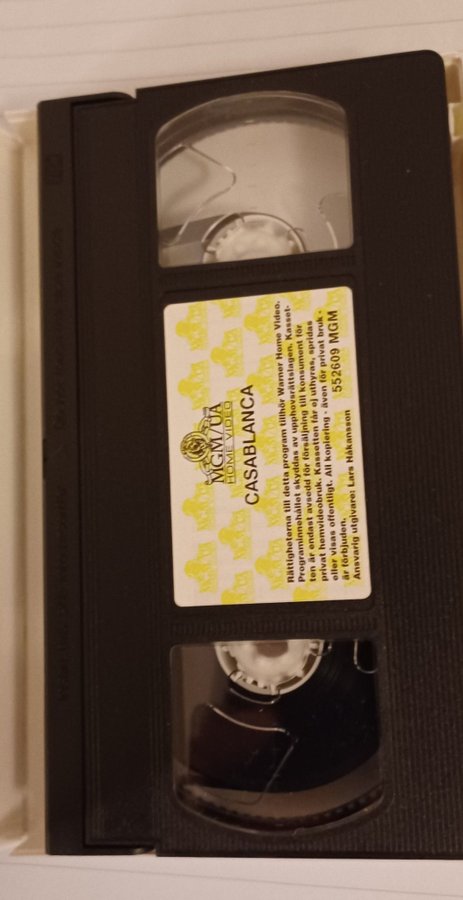 MGM/UA
HOME VIDEO
CASABLANCA
Rättigheterna till detta program tillhör Warner Home Video.
Programinnehållet skyddas av upphovsrättslagen. Kasset-
ten är endast avsedd för försäljning till konsument för
privat hemvideobruk. Kassetten får ej uthyras, spridas
eller visas offentligt. All kopiering - även för privat bruk -
är förbjuden.
Ansvarig utgivare: Lars Håkansson
552609 MGM